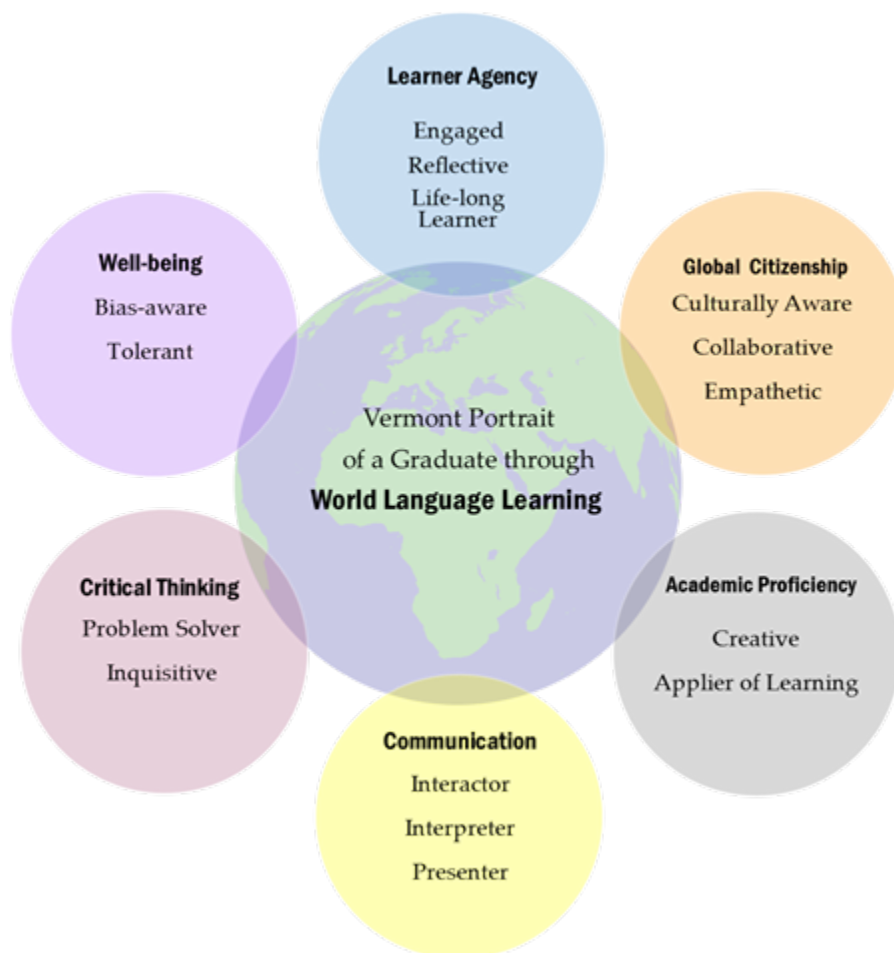 Learner Agency
Engaged
Reflective
Life-long
Learner
Well-being
Bias-aware
Tolerant
Global Citizenship
Culturally Aware
Collaborative
Empathetic
Vermont Portrait
of a Graduate through
World Language Learning
Critical Thinking
Problem Solver
Inquisitive
Academic Proficiency
Creative
Applier of Learning
Communication
Interactor
Interpreter
Presenter